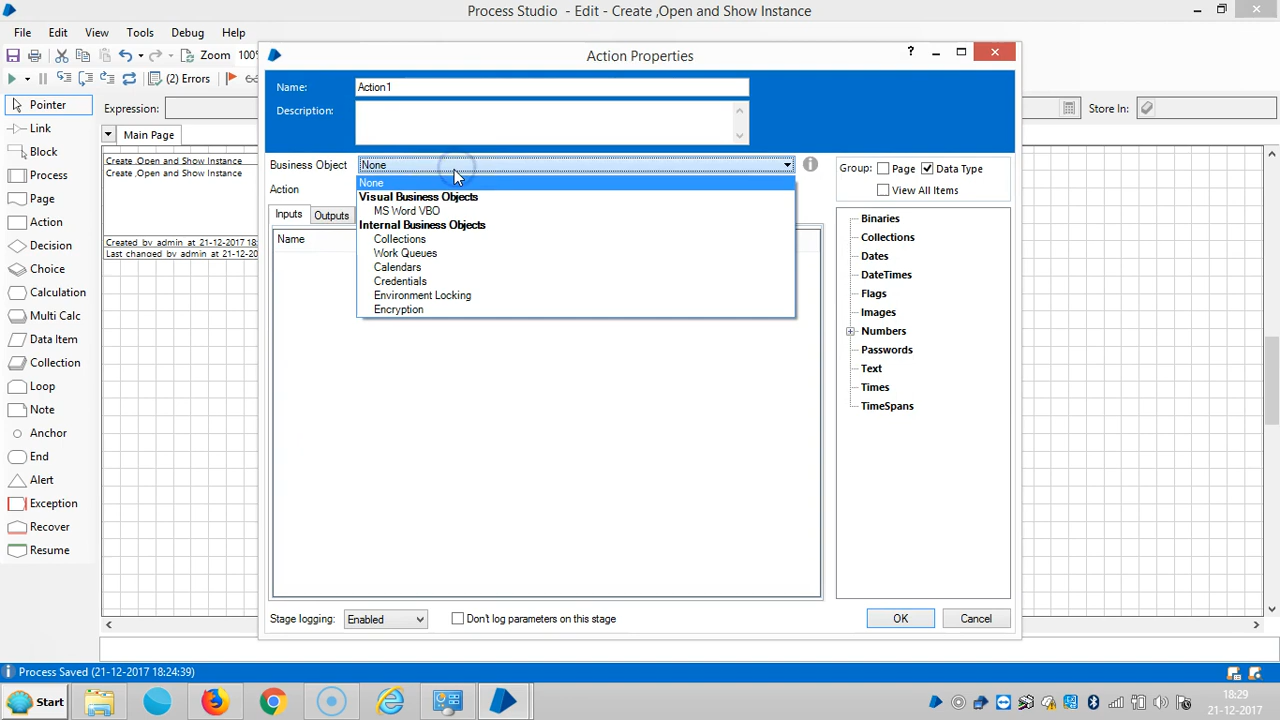 Process Studio - Edit - Create ,Open and Show Instance
File Edit View Tools Debug Help
Zoom 100%
(2) Errors
Expression:
Store In:
Pointer
Link
Block
Process
Page
Action
Decision
Choice
Calculation
Multi Calc
Data Item
Collection
Loop
Note
Anchor
End
Alert
Exception
Recover
Resume
Main Page
Create ,Open and Show Instance
Create ,Open and Show Instance
Created by admin at 21-12-2017 18:2
Last changed by admin at 21-12-201
Action Properties
?
Name: Action1
Description:
Business Object None
Action
None
Visual Business Objects
MS Word VBO
Internal Business Objects
Collections
Work Queues
Calendars
Credentials
Environment Locking
Encryption
Inputs Outputs
Name
Group: Page Data Type
View All Items
Binaries
Collections
Dates
DateTimes
Flags
Images
Numbers
Passwords
Text
Times
TimeSpans
Stage logging: Enabled Don't log parameters on this stage
OK Cancel
Process Saved (21-12-2017 18:24:39)
Start
18:29
21-12-2017